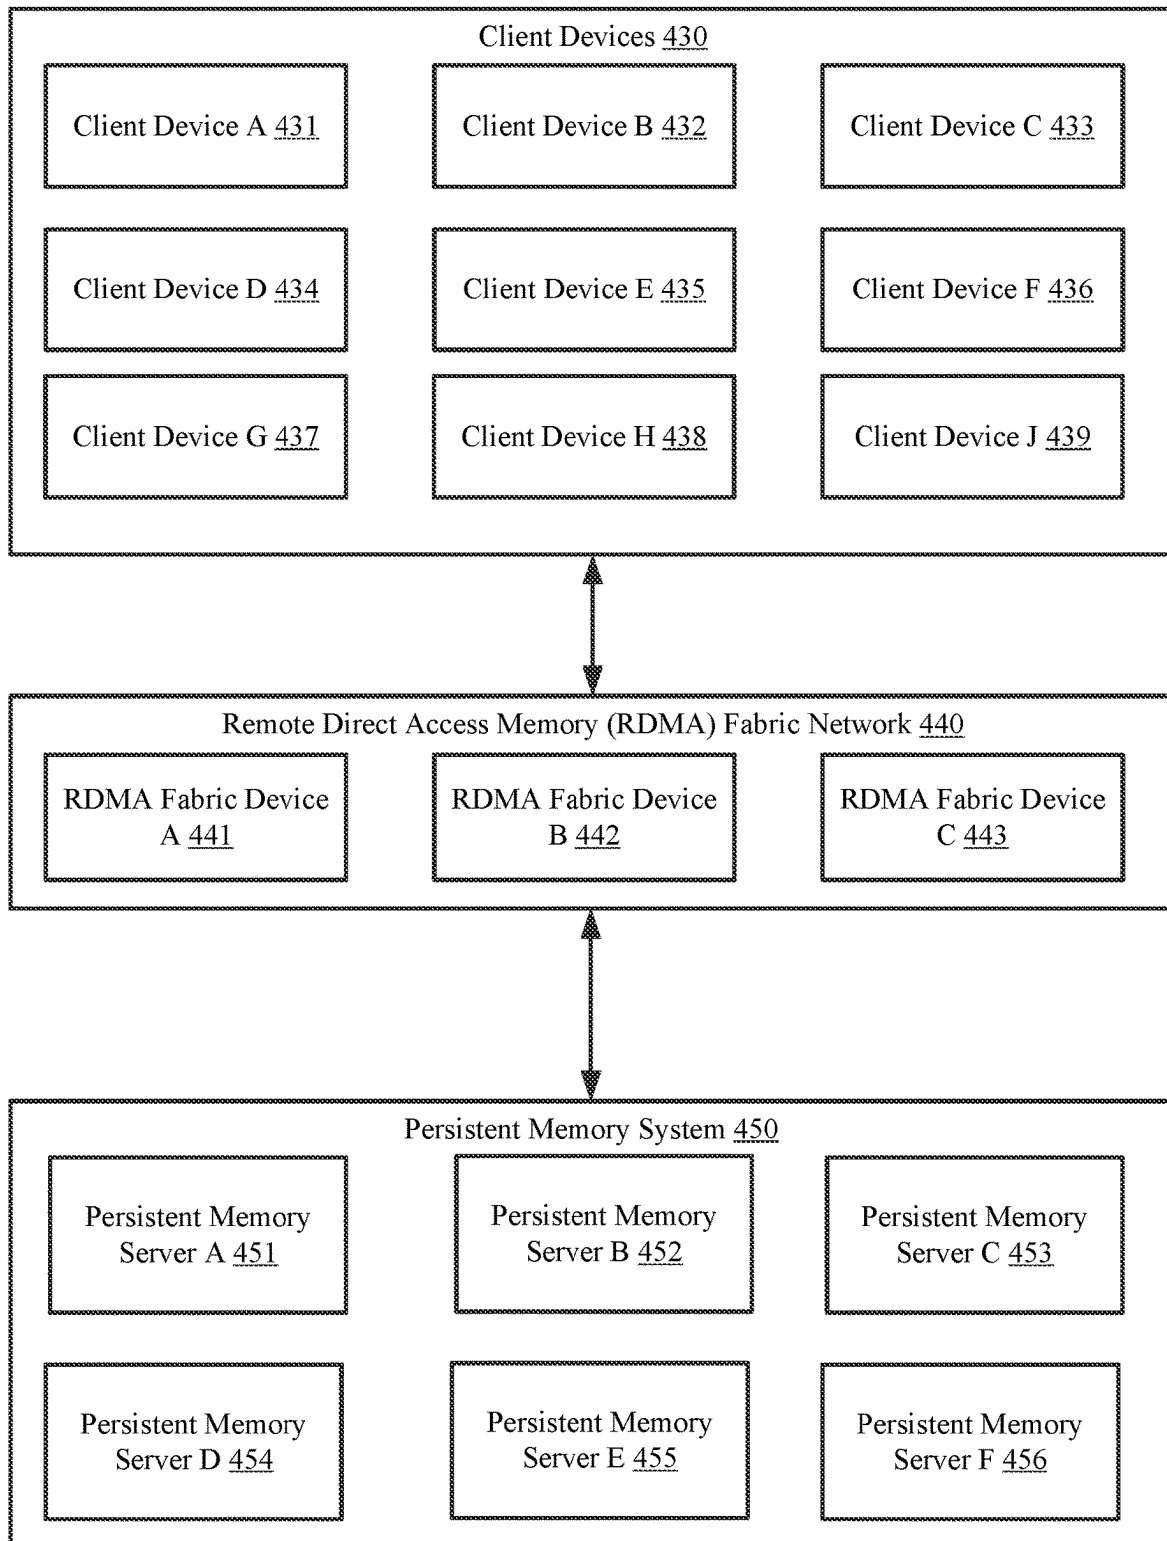 Client Devices 430
Client Device A 431
Client Device B 432
Client Device C 433
Client Device D 434
Client Device E 435
Client Device F 436
Client Device G 437
Client Device H 438
Client Device J 439
Remote Direct Access Memory (RDMA) Fabric Network 440
RDMA Fabric Device
A 441
RDMA Fabric Device
B 442
RDMA Fabric Device
C 443
Persistent Memory System 450
Persistent Memory
Server A 451
Persistent Memory
Server B 452
Persistent Memory
Server C 453
Persistent Memory
Server D 454
Persistent Memory
Server E 455
Persistent Memory
Server F 456